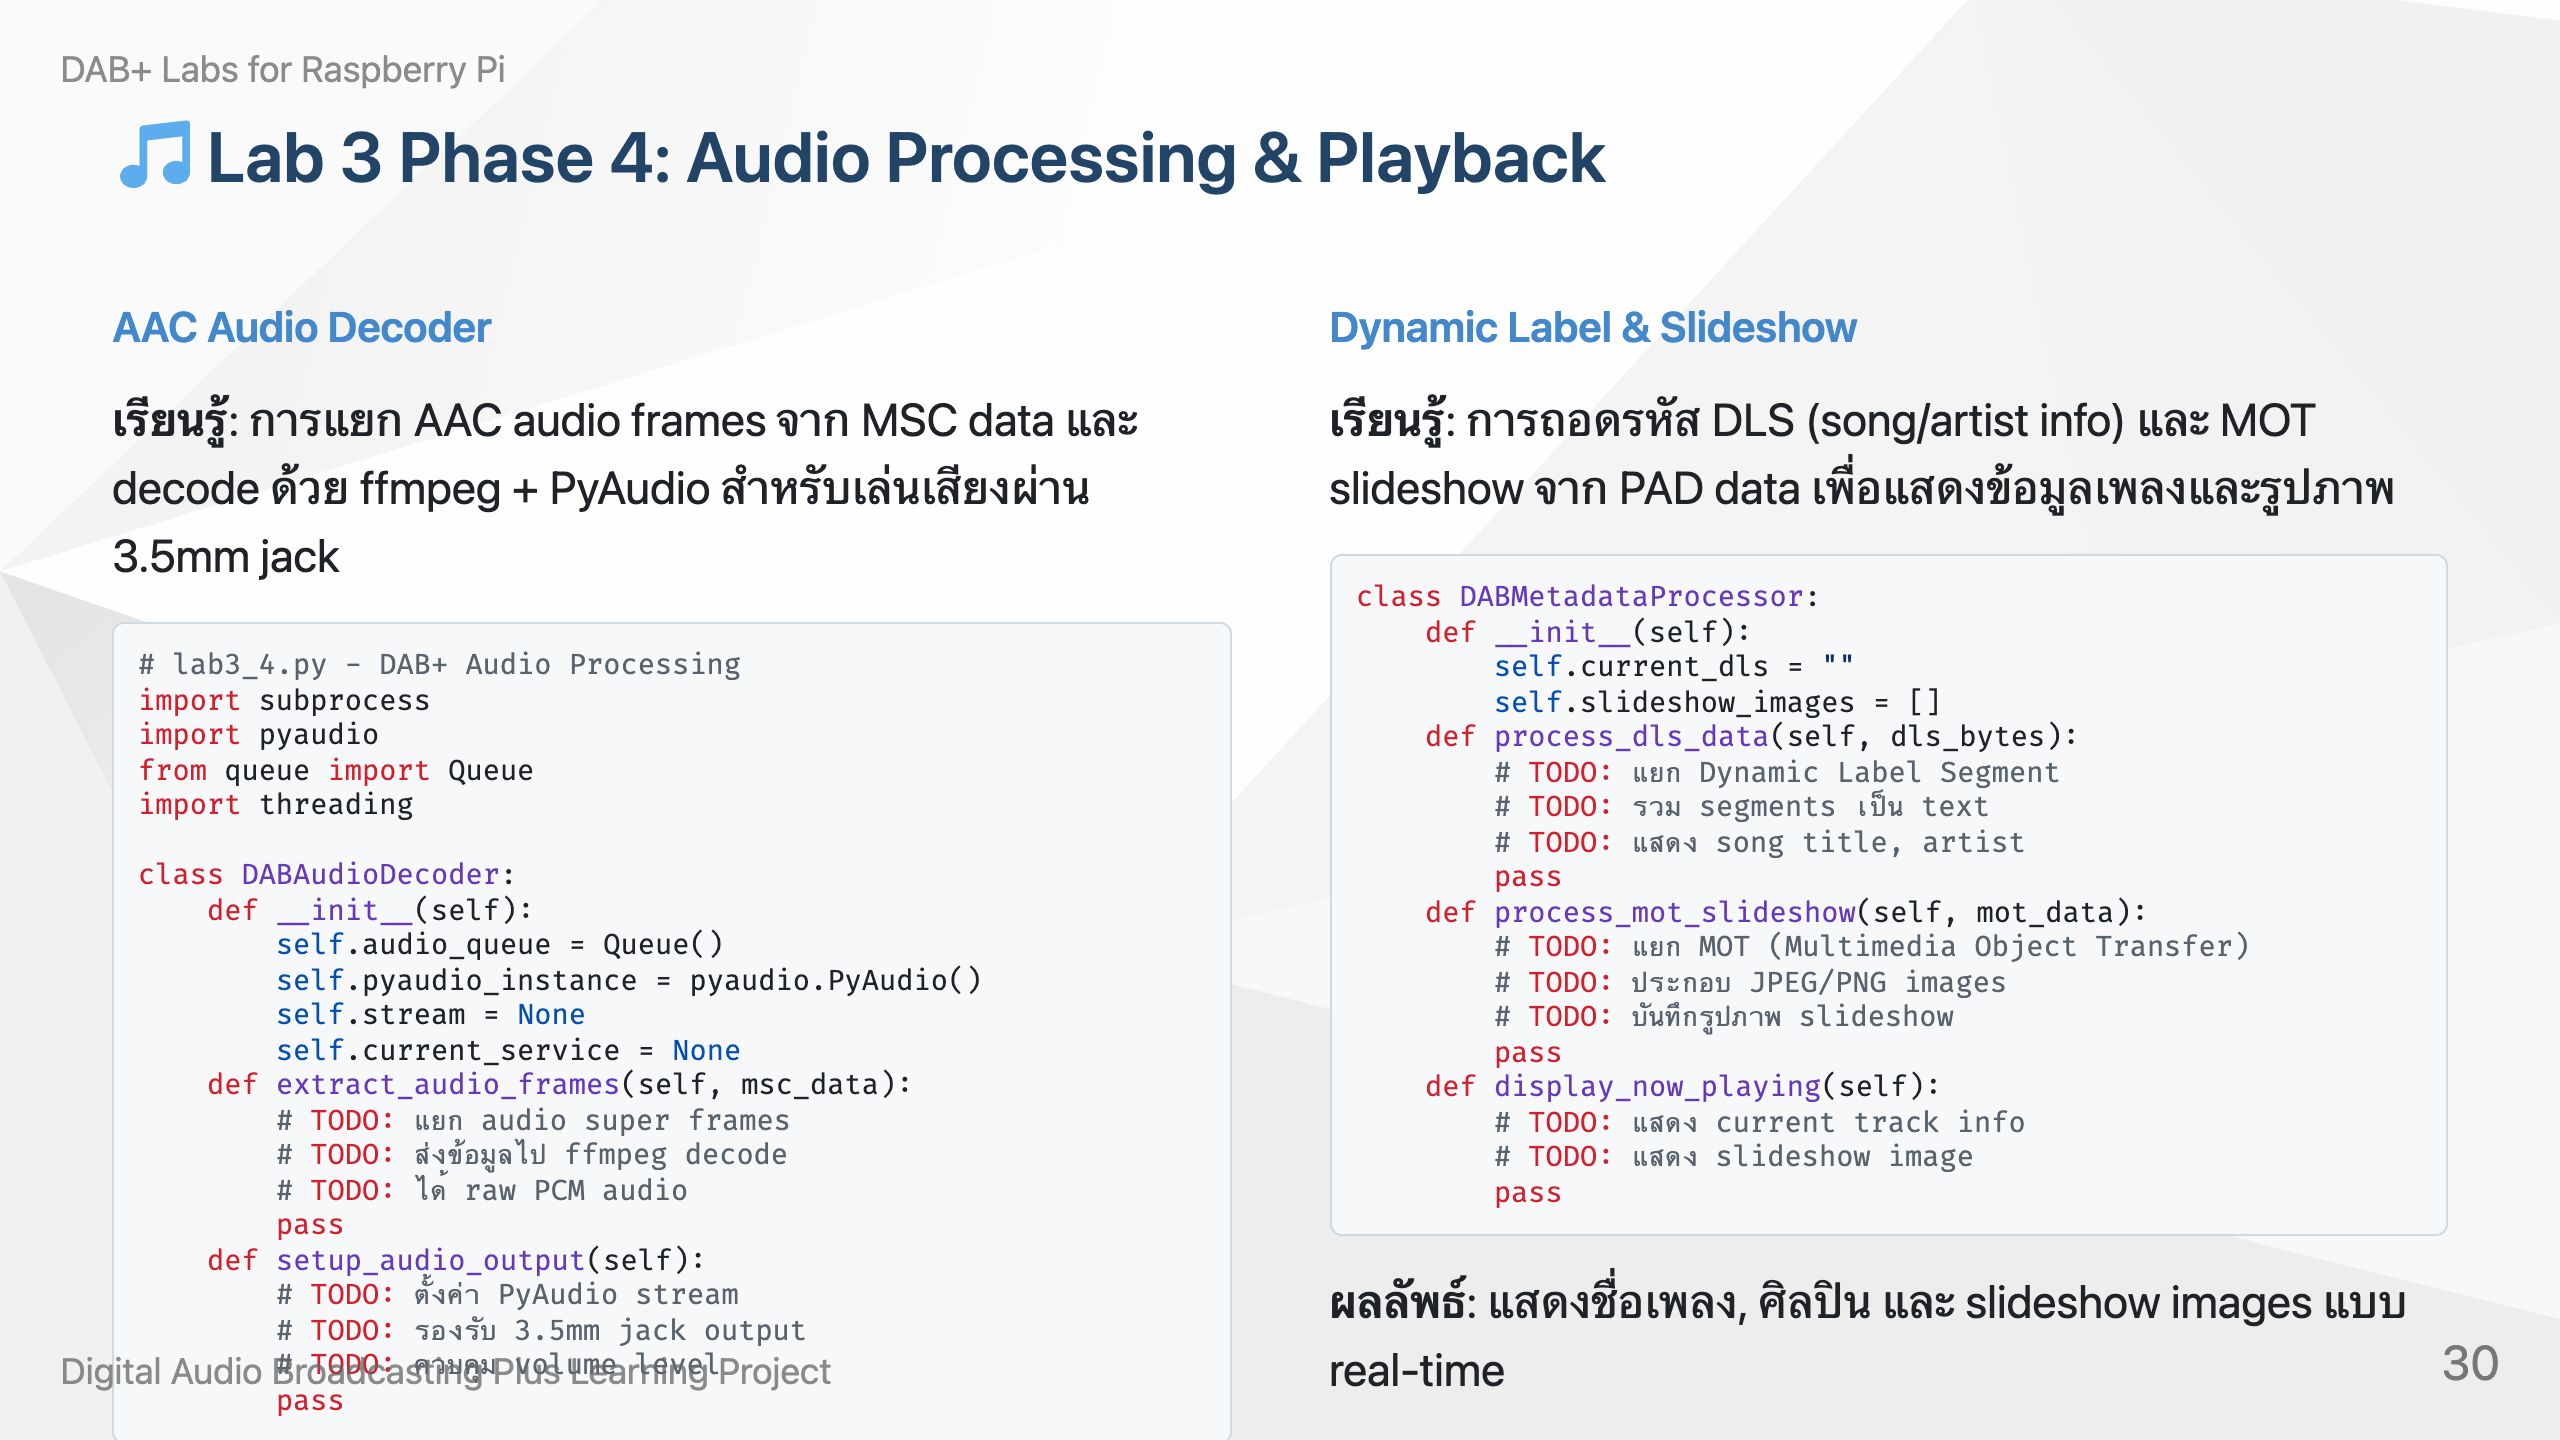 DAB+ Labs for Raspberry Pi
Lab 3 Phase 4: Audio Processing & Playback
AAC Audio Decoder
เรียนรู้: การแยก AAC audio frames จาก MSC data และ
decode ด้วย ffmpeg + PyAudio สำหรับเล่นเสียงผ่าน
3.5mm jack
# lab3_4.py - DAB+ Audio Processing
import subprocess
import pyaudio
from queue import Queue
import threading
class DABAudioDecoder:
    def __init__(self):
        self.audio_queue = Queue()
        self.pyaudio_instance = pyaudio.PyAudio()
        self.stream = None
        self.current_service = None
    def extract_audio_frames(self, msc_data):
        # TODO: แยก audio super frames
        # TODO: ส่งข้อมูลไป ffmpeg decode
        # TODO: ได้ raw PCM audio
        pass
    def setup_audio_output(self):
        # TODO: ตั้งค่า PyAudio stream
        # TODO: รองรับ 3.5mm jack output
        # TODO: ควบคุม volume level
        pass
Dynamic Label & Slideshow
เรียนรู้: การถอดรหัส DLS (song/artist info) และ MOT
slideshow จาก PAD data เพื่อแสดงข้อมูลเพลงและรูปภาพ
class DABMetadataProcessor:
    def __init__(self):
        self.current_dls = ""
        self.slideshow_images = []
    def process_dls_data(self, dls_bytes):
        # TODO: แยก Dynamic Label Segment
        # TODO: รวม segments เป็น text
        # TODO: แสดง song title, artist
        pass
    def process_mot_slideshow(self, mot_data):
        # TODO: แยก MOT (Multimedia Object Transfer)
        # TODO: ประกอบ JPEG/PNG images
        # TODO: บันทึกรูปภาพ slideshow
        pass
    def display_now_playing(self):
        # TODO: แสดง current track info
        # TODO: แสดง slideshow image
        pass
ผลลัพธ์: แสดงชื่อเพลง, ศิลปิน และ slideshow images แบบ
real-time
Digital Audio Broadcasting Plus Learning Project
30